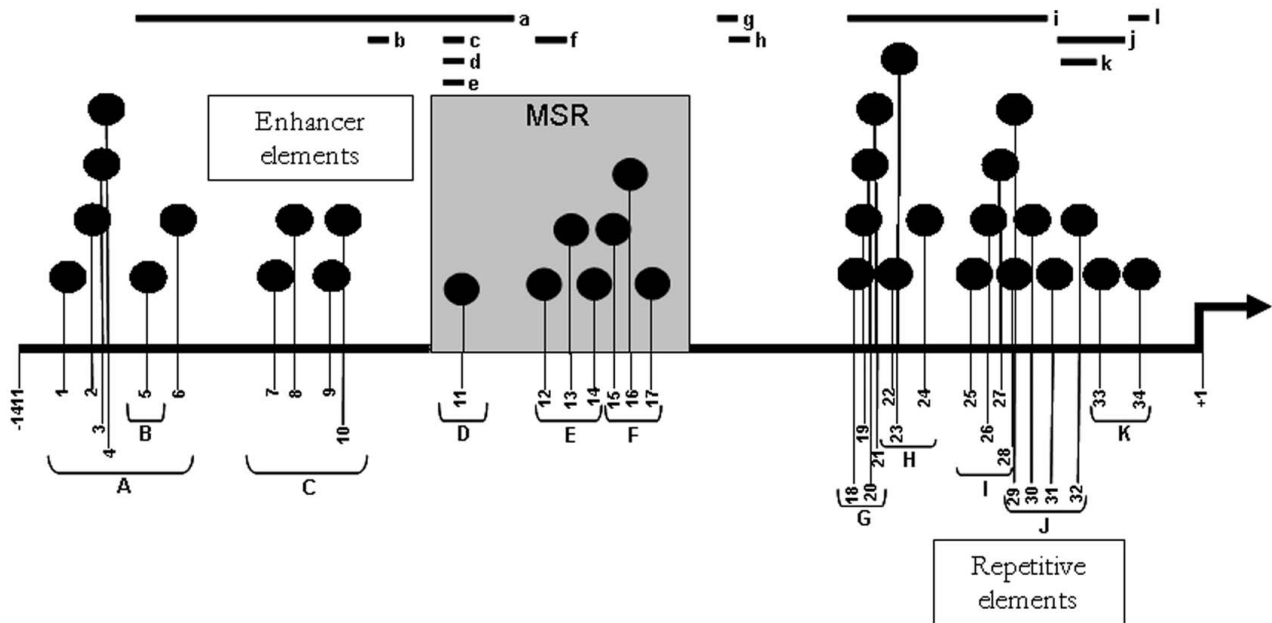 a
i
l
g
b
c
f
h
j
d
k
e
MSR
Enhancer
elements
-1411
1
2
3
4
5
6
7
8
9
10
11
12
13
14
15
16
17
18
19
20
21
22
23
24
25
26
27
28
29
30
31
32
33
34
+1
A
B
C
D
E
F
G
H
I
J
K
Repetitive
elements